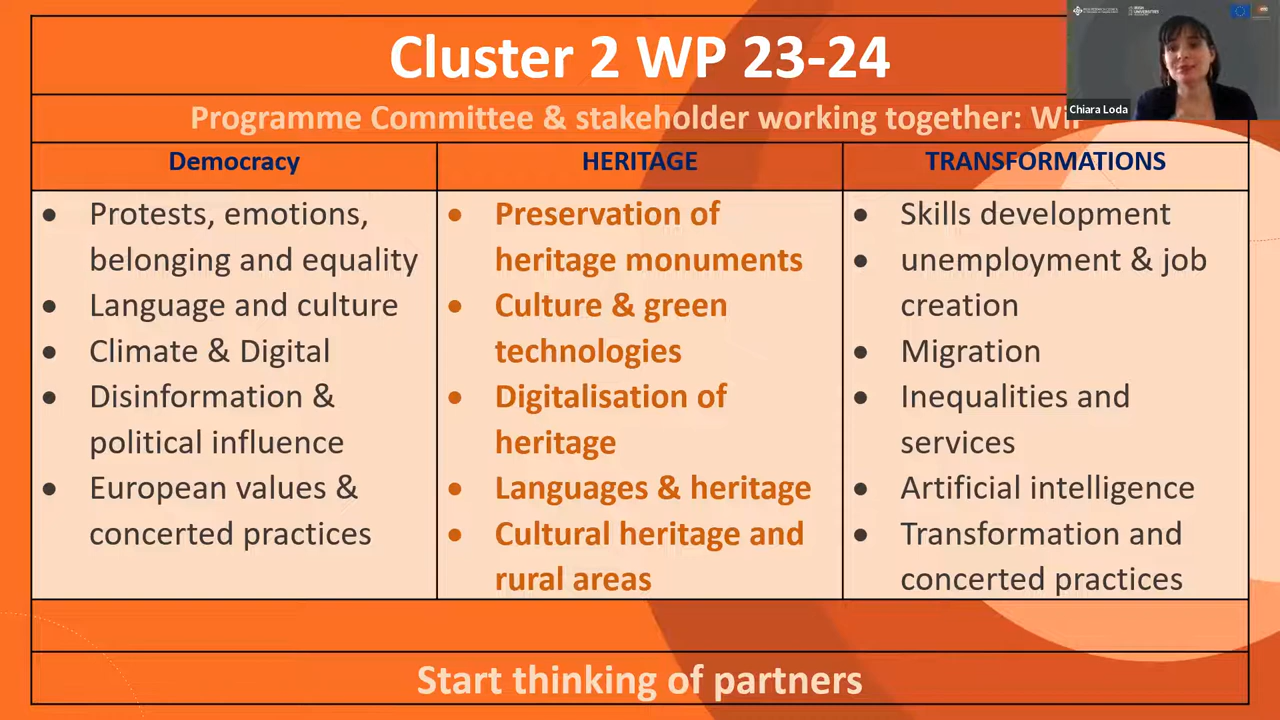 Cluster 2 WP 23-24
Chiara Loda
Programme Committee & stakeholder working together:
Democracy
Protests, emotions,
belonging and equality
Language and culture
Climate & Digital
Disinformation &
political influence
European values &
concerted practices
HERITAGE
Preservation of
heritage monuments
Culture & green
technologies
Digitalisation of
heritage
Languages & heritage
Cultural heritage and
rural areas
TRANSFORMATIONS
Skills development
unemployment & job
creation
Migration
Inequalities and
services
Artificial intelligence
Transformation and
concerted practices
Start thinking of partners